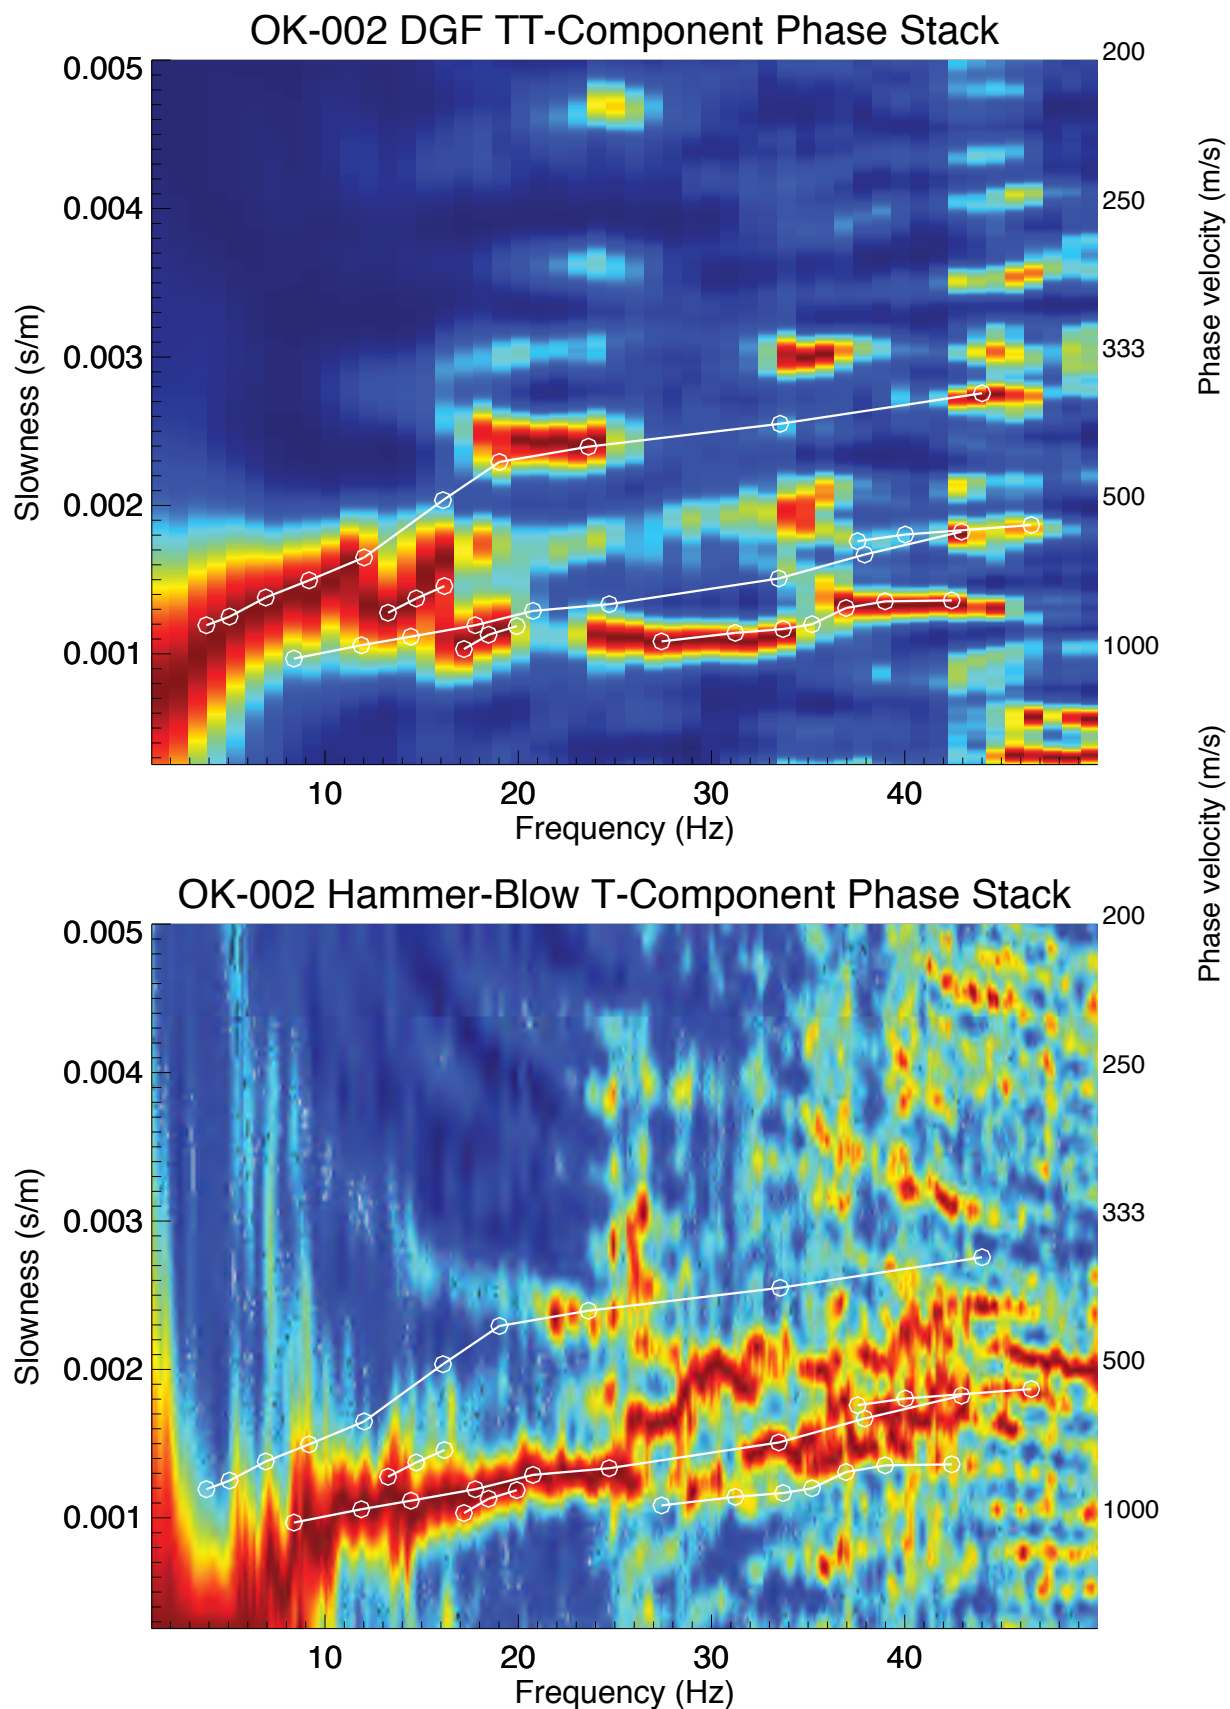 OK-002 DGF TT-Component Phase Stack
0.005
0.004
0.003
0.002
0.001
Slowness (s/m)
200
250
333
500
1000
Phase velocity (m/s)
10 20 30 40
Frequency (Hz)
Phase velocity (m/s)
OK-002 Hammer-Blow T-Component Phase Stack
0.005
0.004
0.003
0.002
0.001
Slowness (s/m)
200
250
333
500
1000
10 20 30 40
Frequency (Hz)